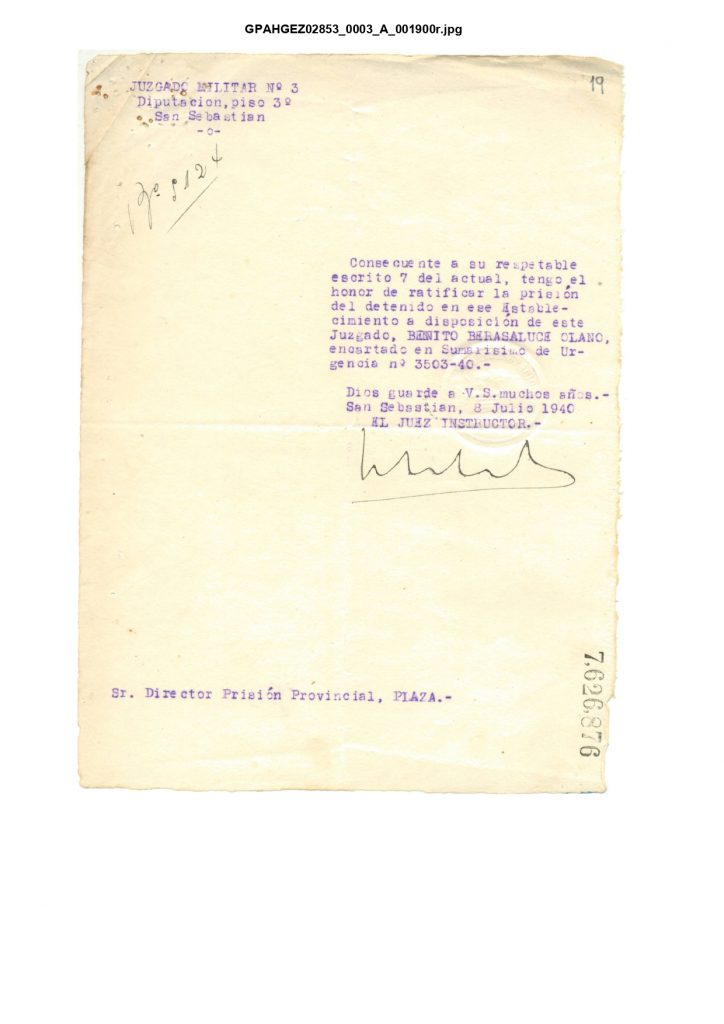 GPAHGEZ02853_0003_A_001900r.jpg
19
JUZGADO MILITAR Nº 3
Diputacion, piso 3º
San Sebastian
-o-
8124
Consecuente a su respetable
escrito 7 del actual, tengo el
honor de ratificar la prisión
del detenido en ese Estable-
cimiento a disposición de este
Juzgado, BENITO BERASALUCE OLANO,
encartado en Sumarisimo de Ur-
gencia nº 3503-40.-
Dios guarde a V.S.muchos años.-
San Sebastian, 8 Julio 1940
EL JUEZ INSTRUCTOR.-
Sr. Director Prisión Provincial, PLAZA.-
7,626,876